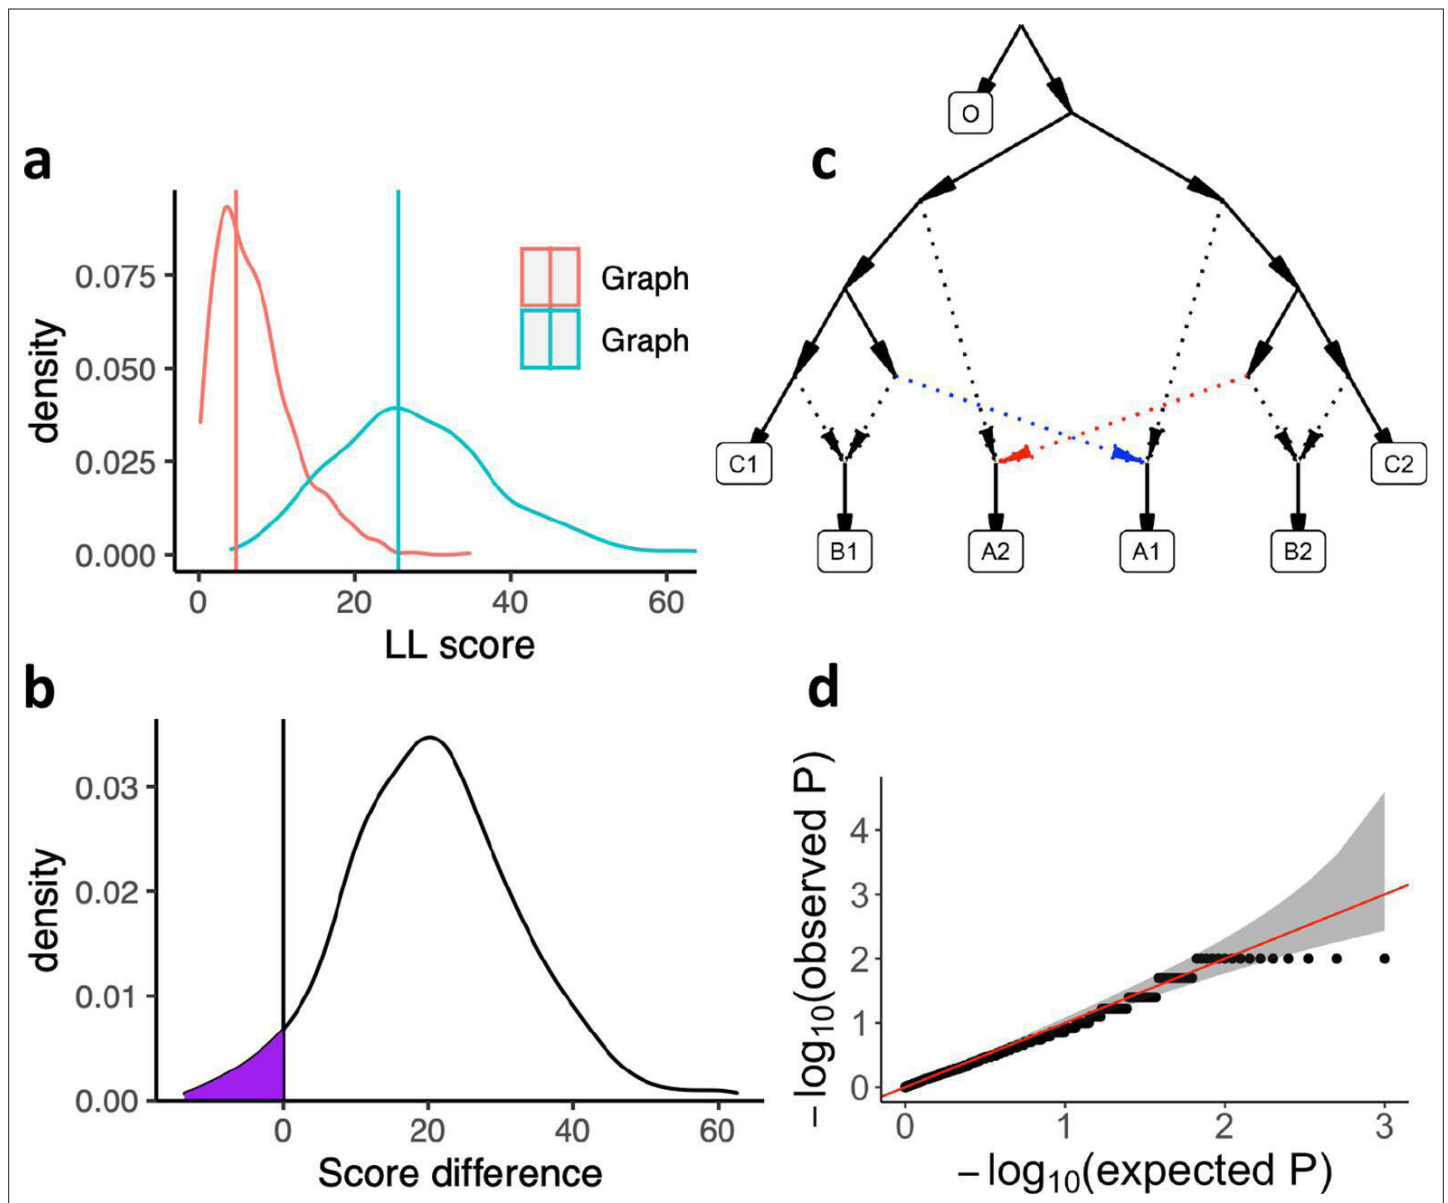 a
0.075
0.050
0.025
0.000
density
0 20 40 60
LL score
Graph
Graph
c
O
C1
B1
A2
A1
B2
C2
b
0.03
0.02
0.01
0.00
density
0 20 40 60
Score difference
d
4
3
2
1
0
−log10(observed P)
0 1 2 3
−log10(expected P)